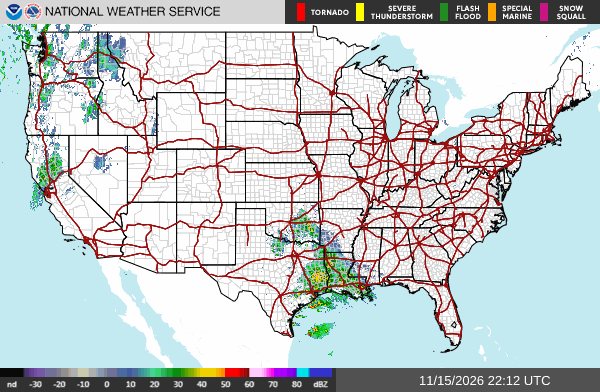 NATIONAL WEATHER SERVICE
TORNADO
SEVERE
THUNDERSTORM
FLASH
FLOOD
SPECIAL
MARINE
SNOW
SQUALL
nd -30 -20 -10 0 10 20 30 40 50 60 70 80 dBZ
11/15/2026 22:12 UTC